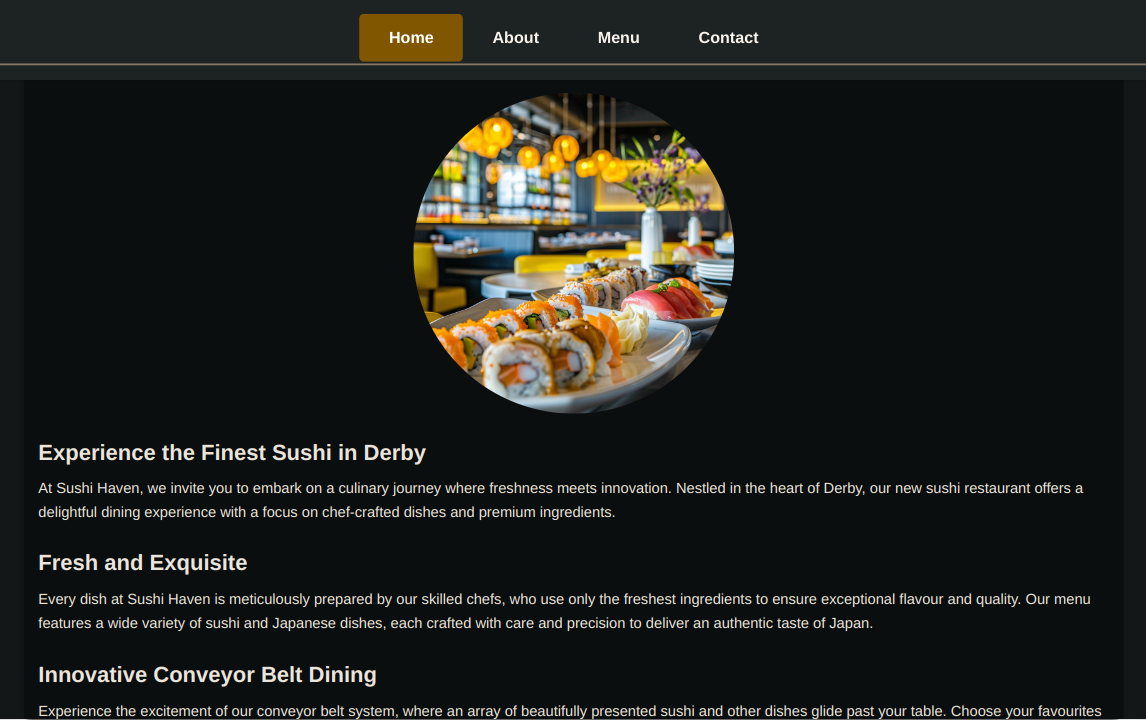 Home About Menu Contact
Experience the Finest Sushi in Derby
At Sushi Haven, we invite you to embark on a culinary journey where freshness meets innovation. Nestled in the heart of Derby, our new sushi restaurant offers a
delightful dining experience with a focus on chef-crafted dishes and premium ingredients.
Fresh and Exquisite
Every dish at Sushi Haven is meticulously prepared by our skilled chefs, who use only the freshest ingredients to ensure exceptional flavour and quality. Our menu
features a wide variety of sushi and Japanese dishes, each crafted with care and precision to deliver an authentic taste of Japan.
Innovative Conveyor Belt Dining
Experience the excitement of our conveyor belt system, where an array of beautifully presented sushi and other dishes glide past your table. Choose your favourites